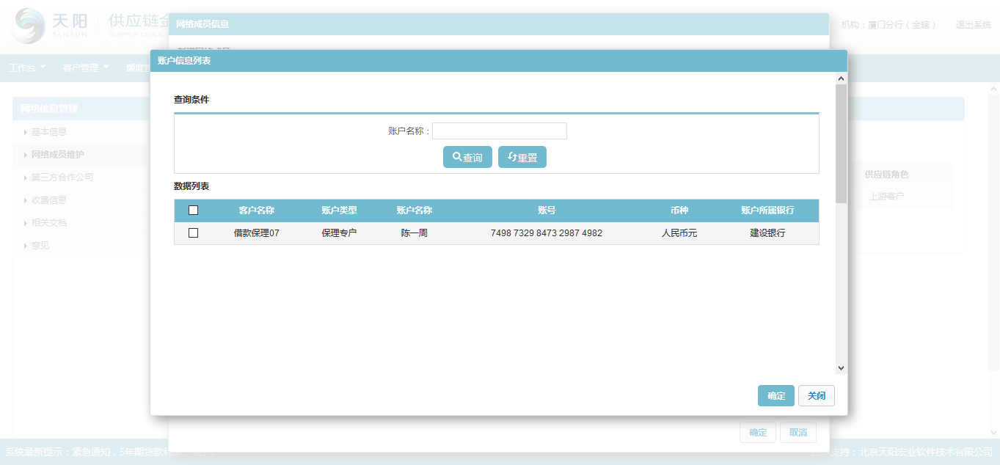 天阳
TANSUN
供应链金
SUPPLY CHAIN
网络成员信息
机构：厦门分行（全辖）
退出系统
工作台
客户管理
账户信息列表
网络信息管理
基本信息
网络成员维护
第三方合作公司
收费信息
相关文档
意见
查询条件
账户名称：
查询 重置
数据列表
客户名称 账户类型 账户名称 账号 币种 账户所属银行
借款保理07 保理专户 陈一周 7498 7329 8473 2987 4982 人民币元 建设银行
供应链角色
上游客户
确定 关闭
确定 取消
系统最新提示：紧急通知，5年期贷款
支持：北京天阳宏业软件技术有限公司